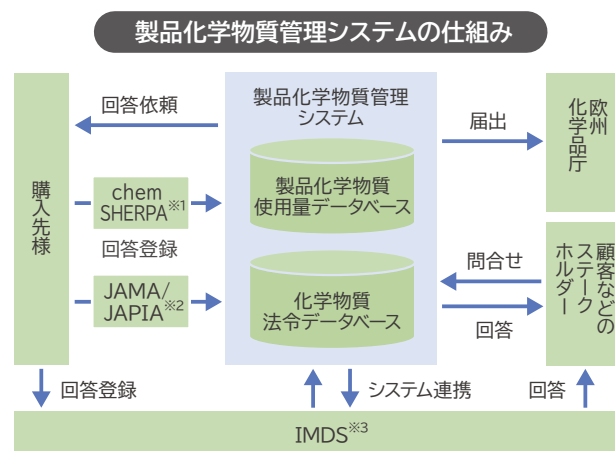 製品化学物質管理システムの仕組み
購入先様
回答依頼
chem
SHERPA※1
回答登録
JAMA/
JAPIA※2
製品化学物質管理
システム
製品化学物質
使用量データベース
化学物質
法令データベース
届出
欧州
化学品庁
問合せ
回答
顧客などの
ステーク
ホルダー
回答登録
システム連携
回答
IMDS※3